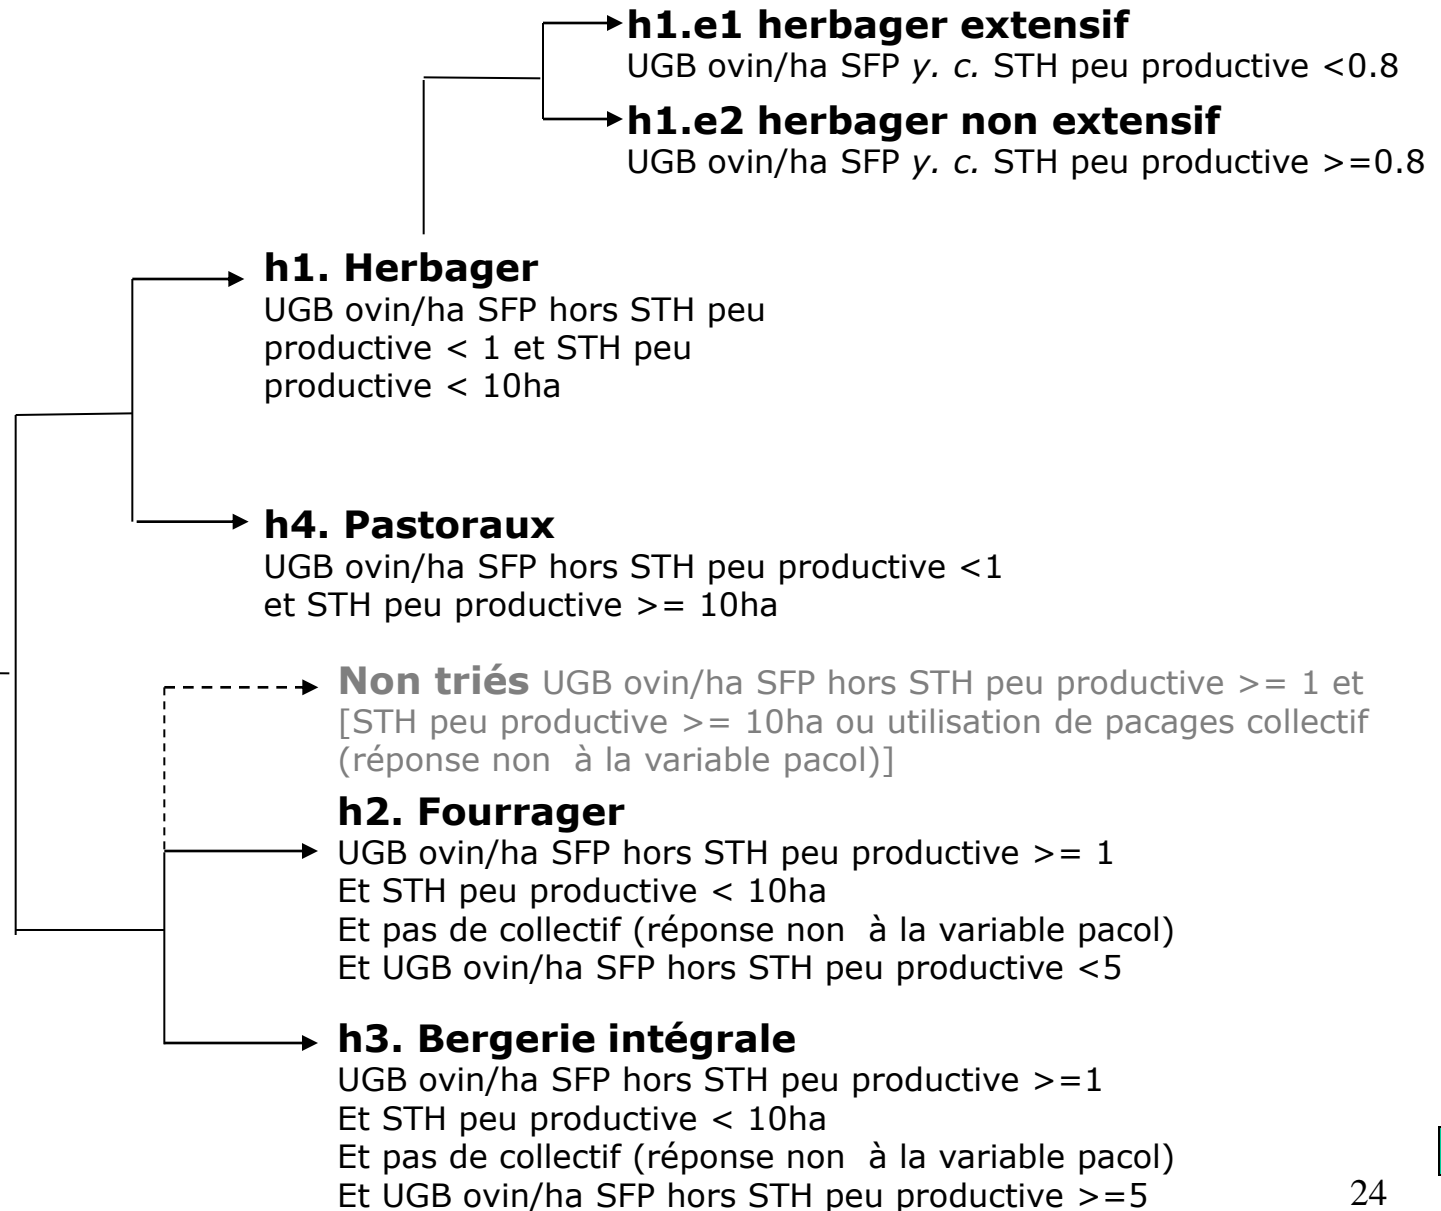 h1.e1 herbager extensif
UGB ovin/ha SFP y. c. STH peu productive <0.8
h1.e2 herbager non extensif
UGB ovin/ha SFP y. c. STH peu productive >=0.8
h1. Herbager
UGB ovin/ha SFP hors STH peu
productive < 1 et STH peu
productive < 10ha
h4. Pastoraux
UGB ovin/ha SFP hors STH peu productive <1
et STH peu productive >= 10ha
Non triés UGB ovin/ha SFP hors STH peu productive >= 1 et
[STH peu productive >= 10ha ou utilisation de pacages collectif
(réponse non à la variable pacol)]
h2. Fourrager
UGB ovin/ha SFP hors STH peu productive >= 1
Et STH peu productive < 10ha
Et pas de collectif (réponse non à la variable pacol)
Et UGB ovin/ha SFP hors STH peu productive <5
h3. Bergerie intégrale
UGB ovin/ha SFP hors STH peu productive >=1
Et STH peu productive < 10ha
Et pas de collectif (réponse non à la variable pacol)
Et UGB ovin/ha SFP hors STH peu productive >=5
24